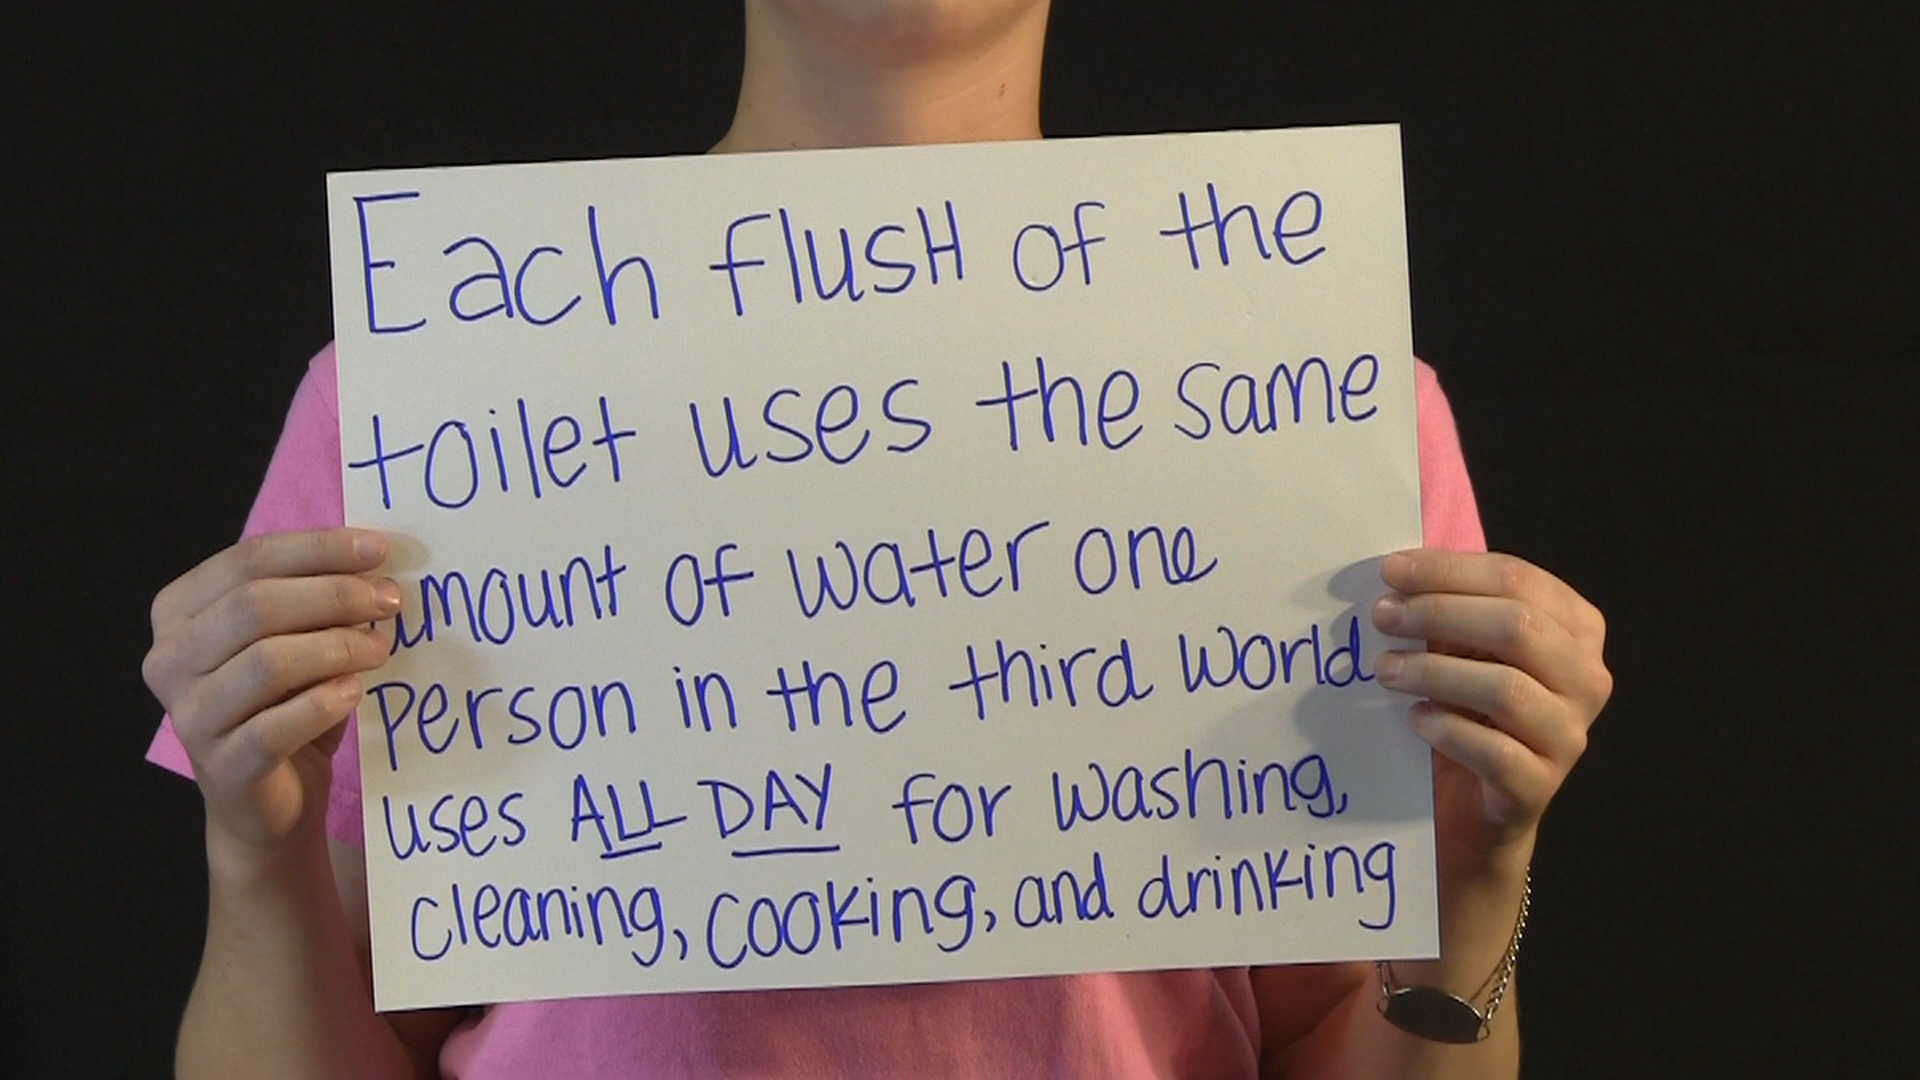 Each flusH of the
toilet uses the same
amount of water one
person in the third world
uses ALL DAY for washing,
cleaning, cooking, and drinking